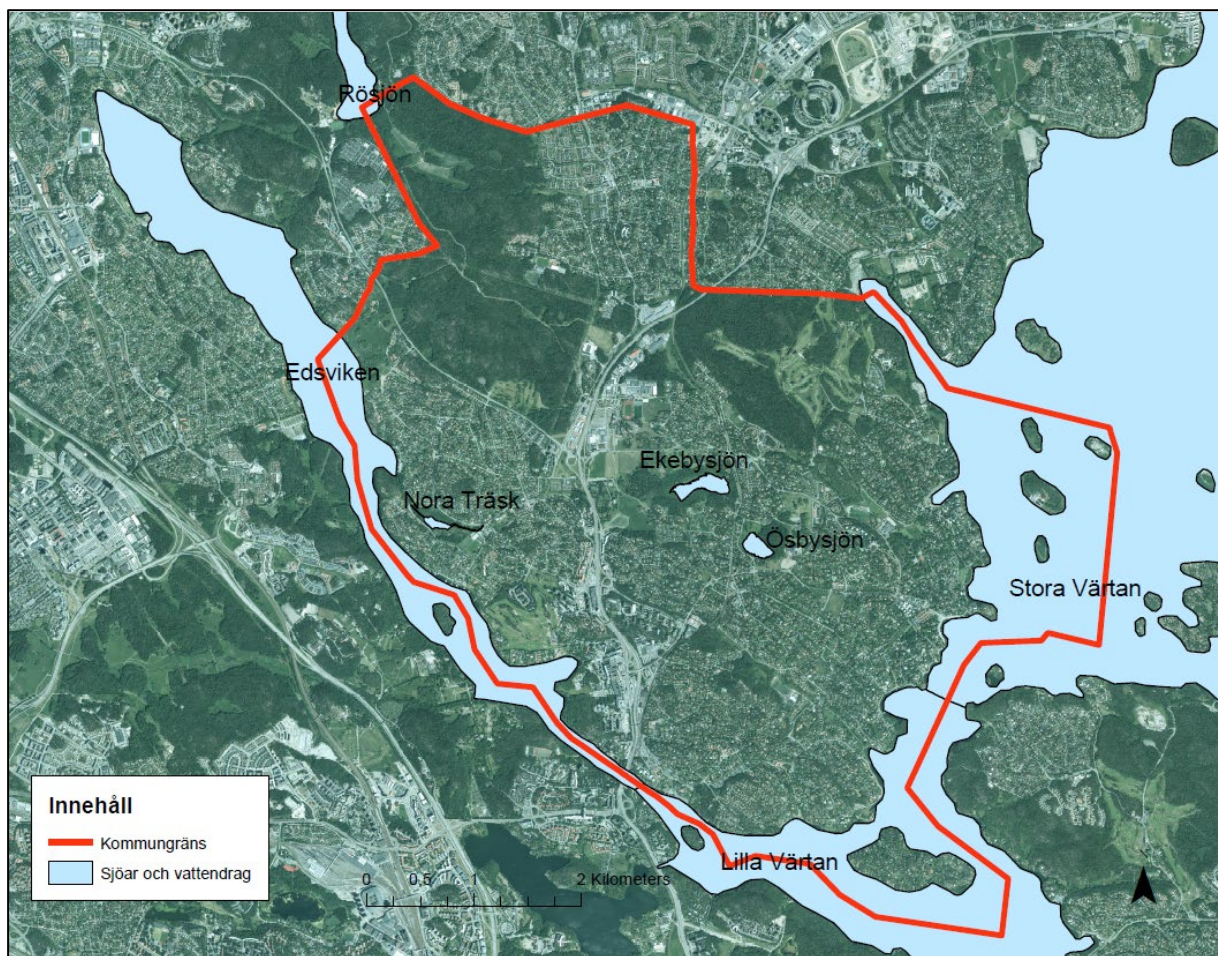 Rösjön
Edsviken
Ekebysjön
Nora Träsk
Ösbysjön
Stora Värtan
Innehåll
Kommungräns
Sjöar och vattendrag
Lilla Värtan
0 0,5 1 2 Kilometers